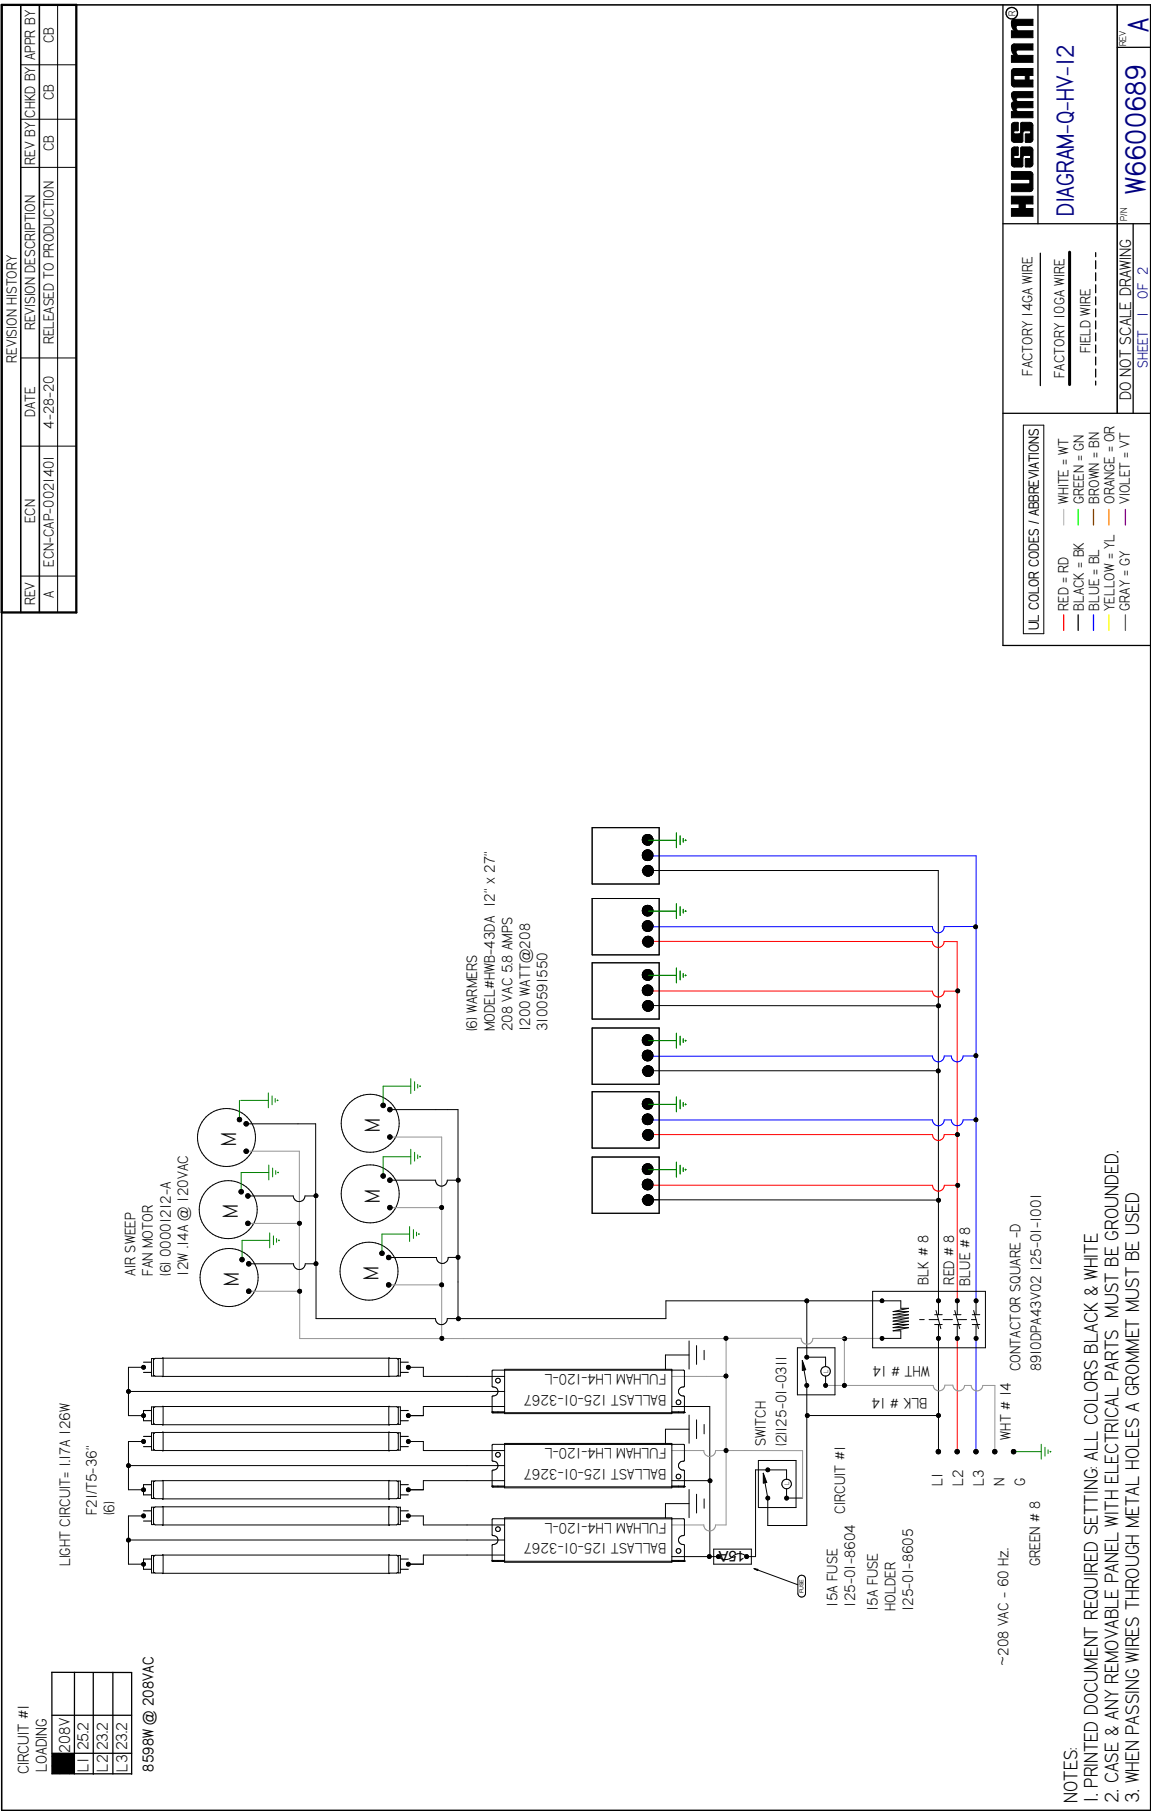 CIRCUIT #1
LOADING
208V
L1 25.2
L2 23.2
L3 23.2
8598W @ 208VAC
LIGHT CIRCUIT= 1.17A 126W
F21/T5-36"
(6)
AIR SWEEP
FAN MOTOR
(6) 00001212-A
12W .14A @ 120VAC
M
M
M
M
M
M
REVISION HISTORY
REV ECN DATE REVISION DESCRIPTION REV BY CHKD BY APPR BY
A ECN-CAP-0021401 4-28-20 RELEASED TO PRODUCTION CB CB CB
(6) WARMERS
MODEL#HWB-43DA 12" x 27"
208 VAC 5.8 AMPS
1200 WATT@208
3100591550
BALLAST 125-01-3267
FULHAM LH4-120-L
BALLAST 125-01-3267
FULHAM LH4-120-L
BALLAST 125-01-3267
FULHAM LH4-120-L
15A
FUSE
15A FUSE
125-01-8604
15A FUSE
HOLDER
125-01-8605
SWITCH
(2)125-01-0311
CIRCUIT #1
BLK # 14
WHT # 14
BLK # 8
RED # 8
BLUE # 8
L1
L2
L3
N
G
WHT # 14
CONTACTOR SQUARE -D
8910DPA43V02 125-01-1001
~208 VAC - 60 Hz.
GREEN # 8
NOTES:
1. PRINTED DOCUMENT REQUIRED SETTING: ALL COLORS BLACK & WHITE
2. CASE & ANY REMOVABLE PANEL WITH ELECTRICAL PARTS MUST BE GROUNDED.
3. WHEN PASSING WIRES THROUGH METAL HOLES A GROMMET MUST BE USED
UL COLOR CODES / ABBREVIATIONS
RED = RD WHITE = WT
BLACK = BK GREEN = GN
BLUE = BL BROWN = BN
YELLOW = YL ORANGE = OR
GRAY = GY VIOLET = VT
FACTORY 14GA WIRE
FACTORY 10GA WIRE
FIELD WIRE
DO NOT SCALE DRAWING
SHEET 1 OF 2
HUSSMANN®
DIAGRAM-Q-HV-12
P/N W6600689 REV A